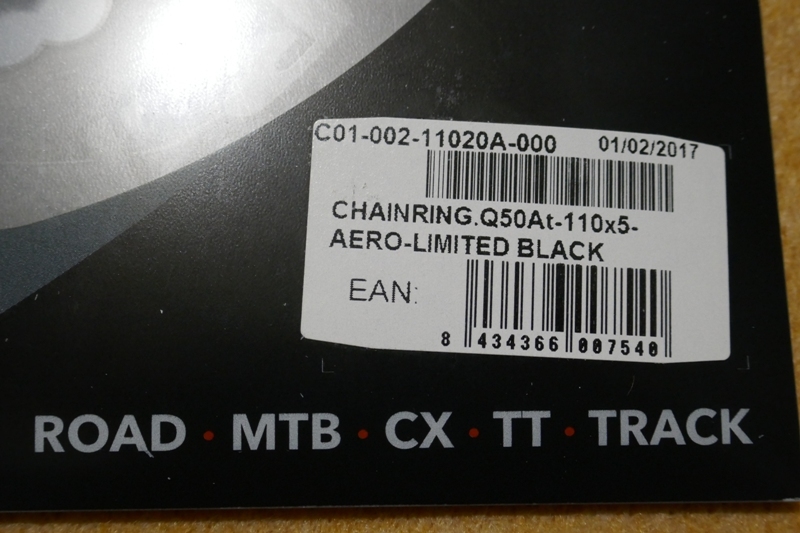 C01-002-11020A-000 01/02/2017
CHAINRING.Q50At-110x5-
AERO-LIMITED BLACK
EAN:
8 434366 007540
ROAD • MTB • CX • TT • TRACK